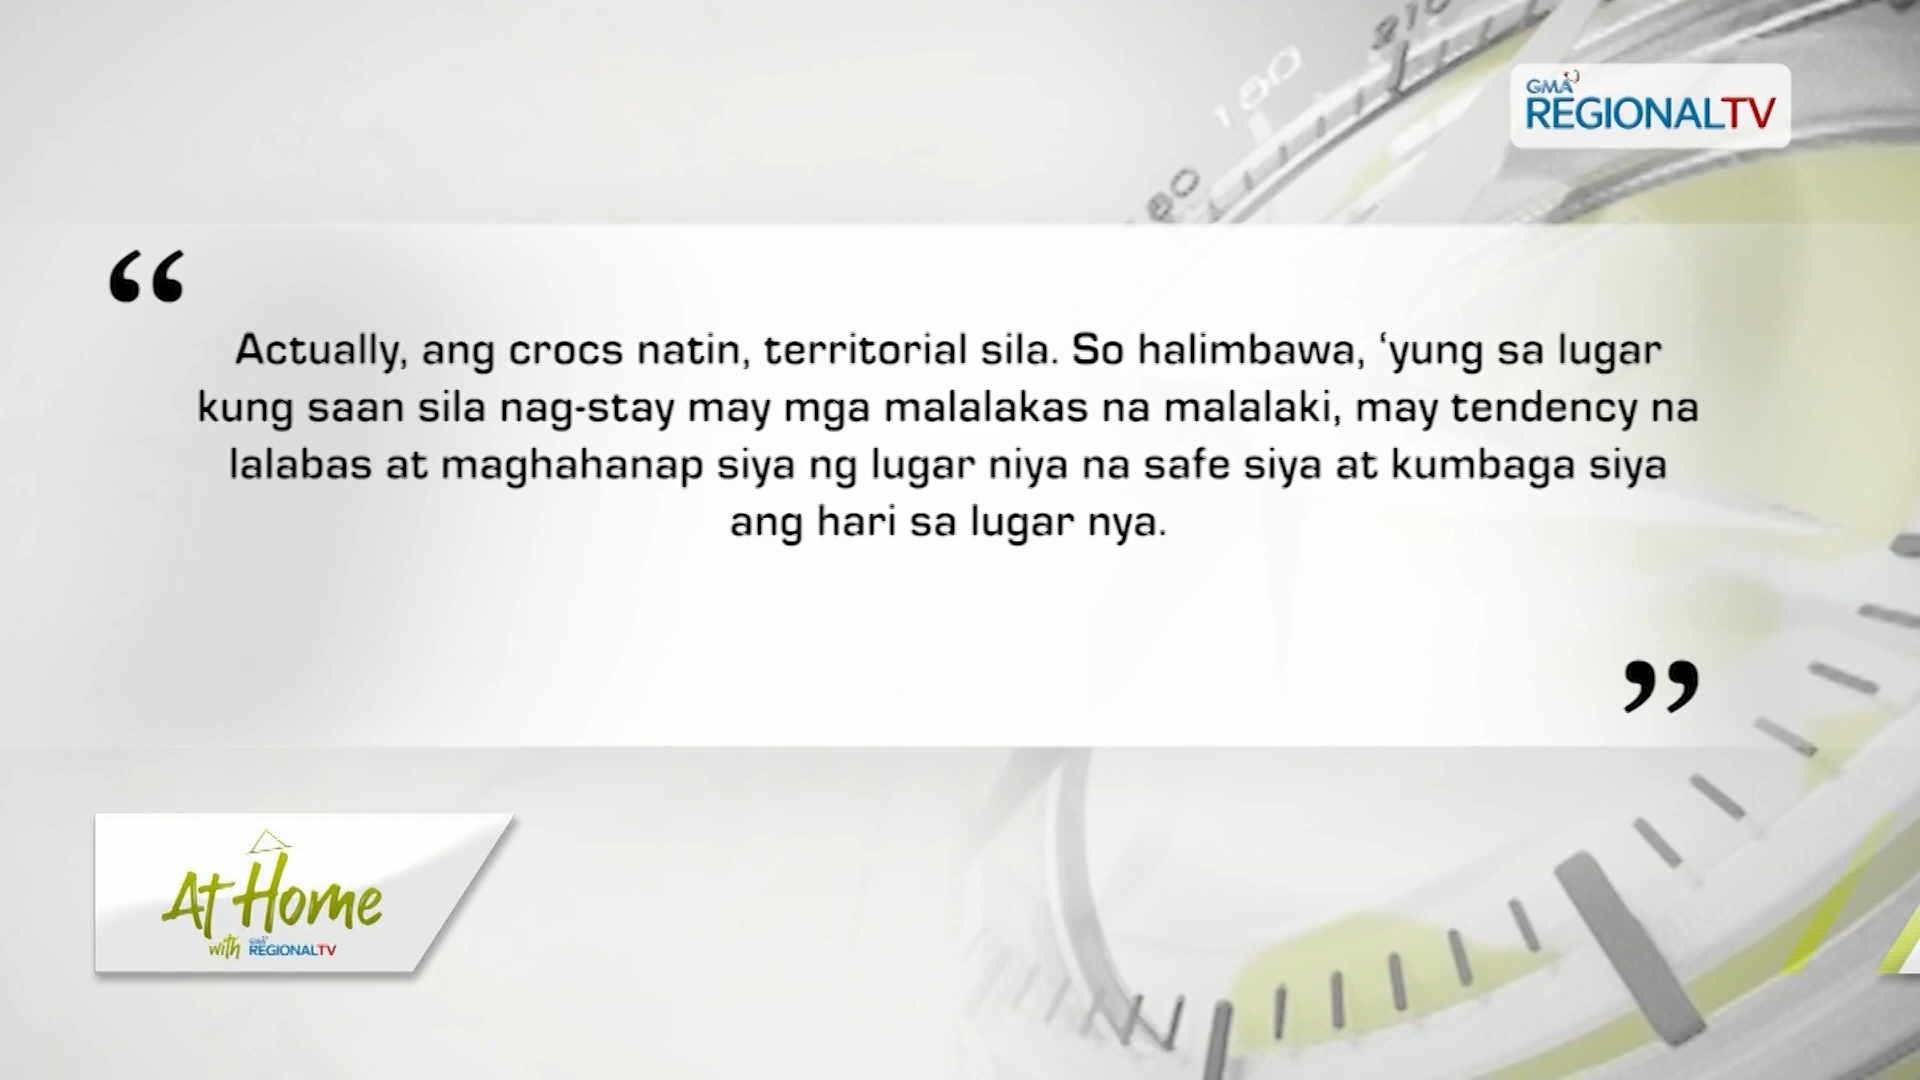 210
180
GMA
REGIONALTV
“
Actually, ang crocs natin, territorial sila. So halimbawa, ‘yung sa lugar
kung saan sila nag-stay may mga malalakas na malalaki, may tendency na
lalabas at maghahanap siya ng lugar niya na safe siya at kumbaga siya
ang hari sa lugar nya.
”
At Home
with GMA REGIONALTV